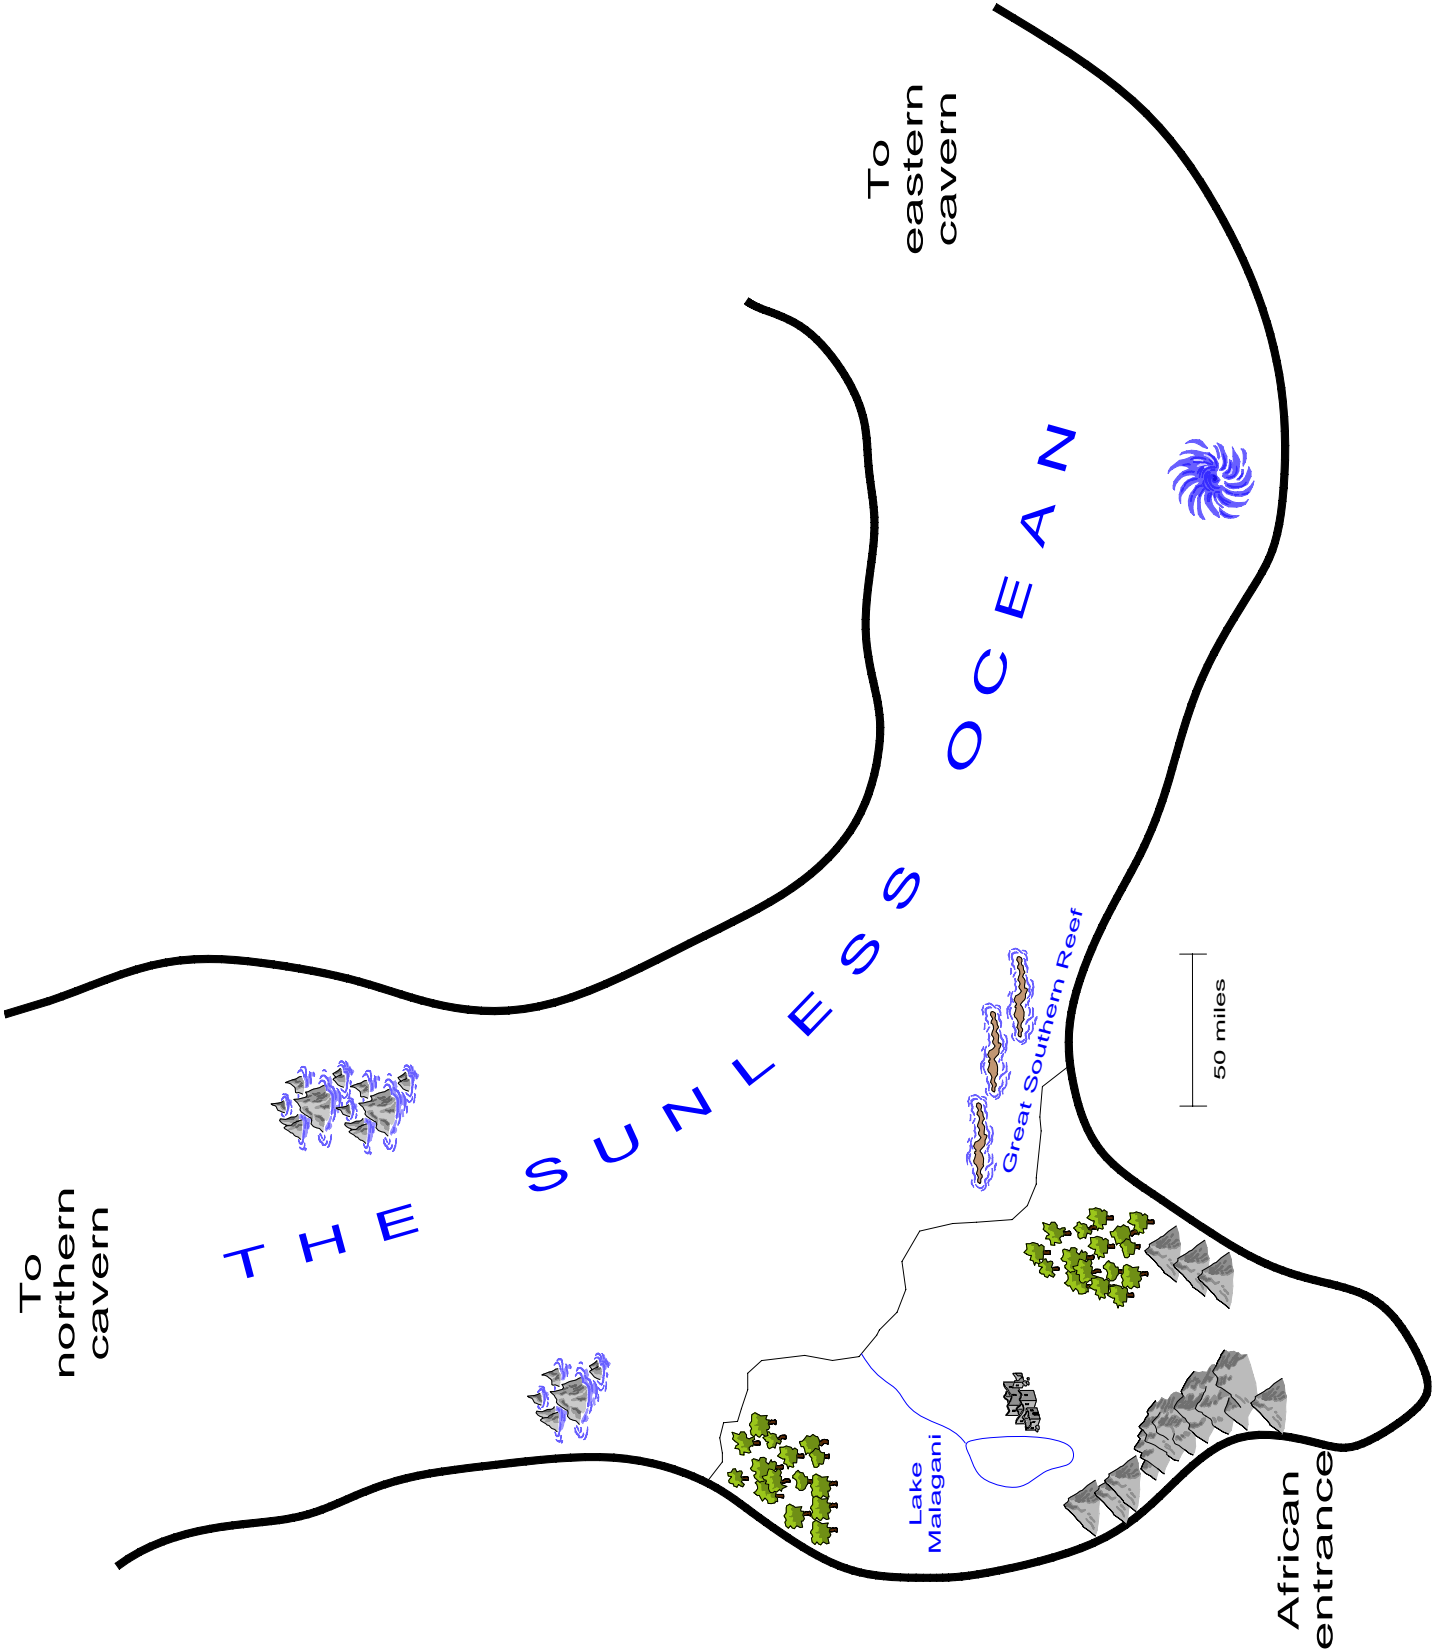 To
northern
cavern
To
eastern
cavern
THE SUNLESS OCEAN
Great Southern Reef
Lake
Malagani
50 miles
African
entrance